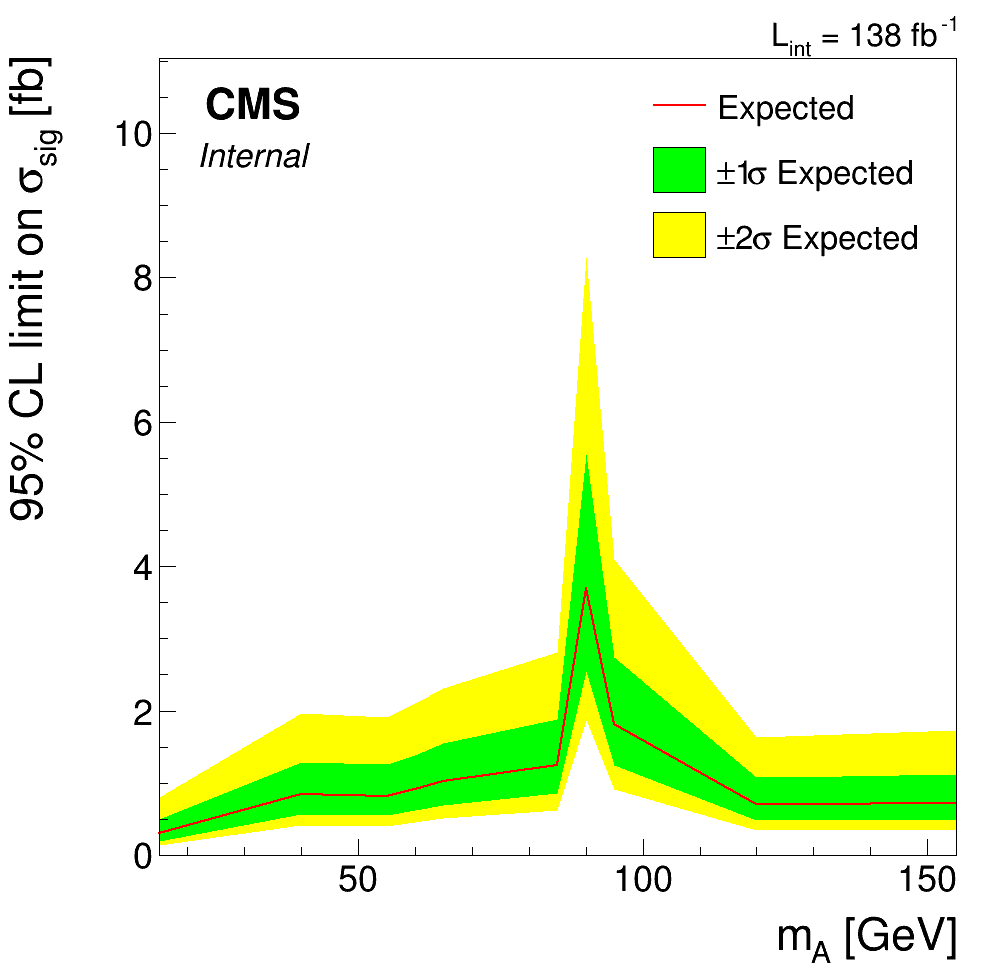 L_int = 138 fb^-1
95% CL limit on σ_sig [fb]
CMS
Internal
Expected
±1σ Expected
±2σ Expected
10
8
6
4
2
0
50 100 150
m_A [GeV]